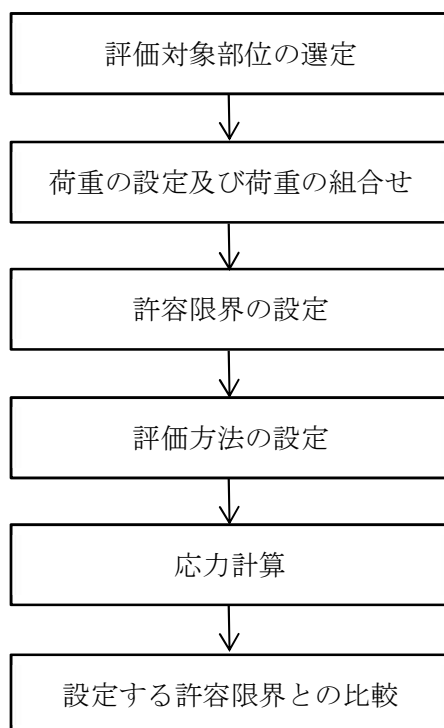 評価対象部位の選定
荷重の設定及び荷重の組合せ
許容限界の設定
評価方法の設定
応力計算
設定する許容限界との比較